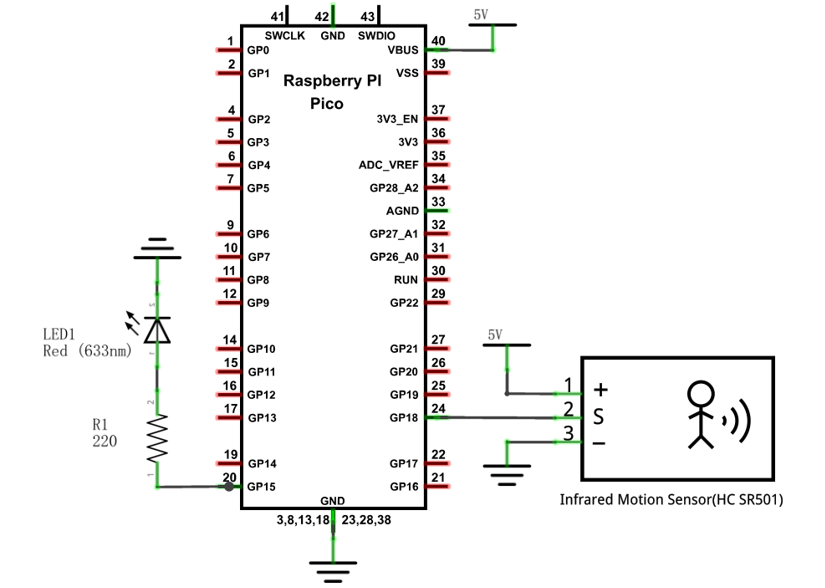 41 42 43
5V
SWCLK GND SWDIO
1 GP0 VBUS 40
2 GP1 VSS 39
Raspberry PI
Pico
4 GP2 3V3_EN 37
5 GP3 3V3 36
6 GP4 ADC_VREF 35
7 GP5 GP28_A2 34
AGND 33
9 GP6 GP27_A1 32
10 GP7 GP26_A0 31
11 GP8 RUN 30
12 GP9 GP22 29
LED1
Red (633nm)
14 GP10 GP21 27
15 GP11 GP20 26
16 GP12 GP19 25
17 GP13 GP18 24
5V
1 +
2 S
3 −
2
R1
220
1
19 GP14 GP17 22
20 GP15 GP16 21
GND
3,8,13,18 23,28,38
Infrared Motion Sensor(HC SR501)